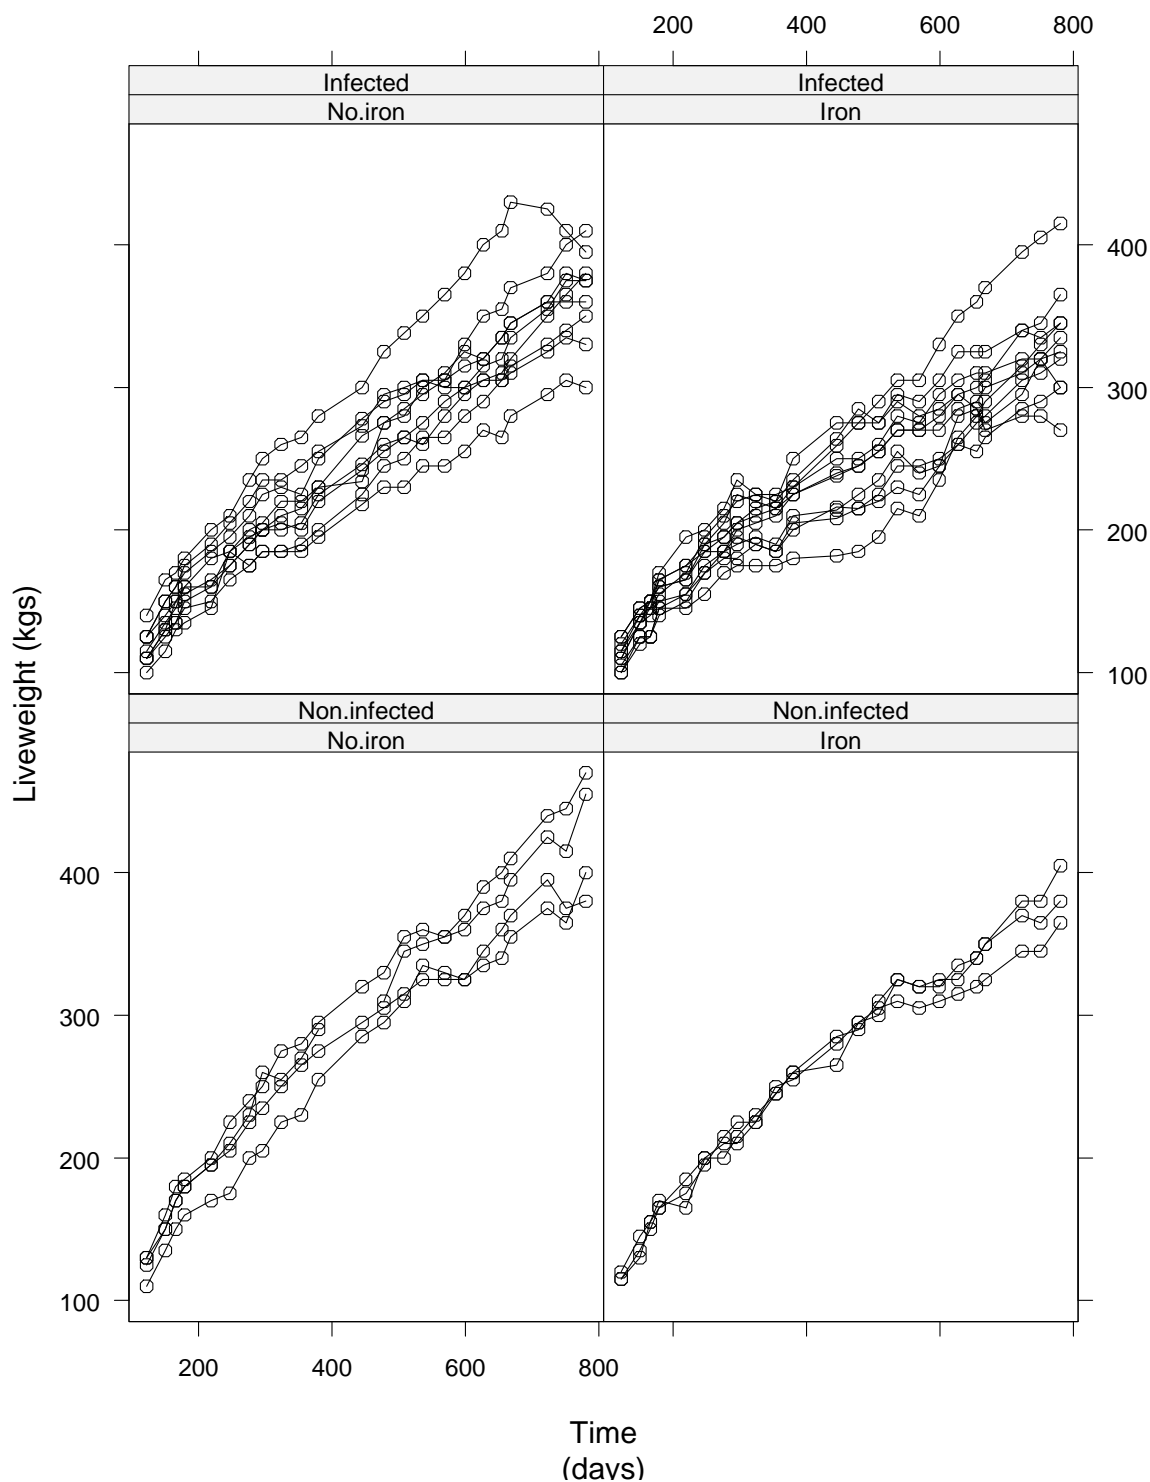 200 400 600 800
Infected Infected
No.iron Iron
400
300
200
100
Non.infected Non.infected
No.iron Iron
Liveweight (kgs)
400
300
200
100
200 400 600 800
Time
(days)